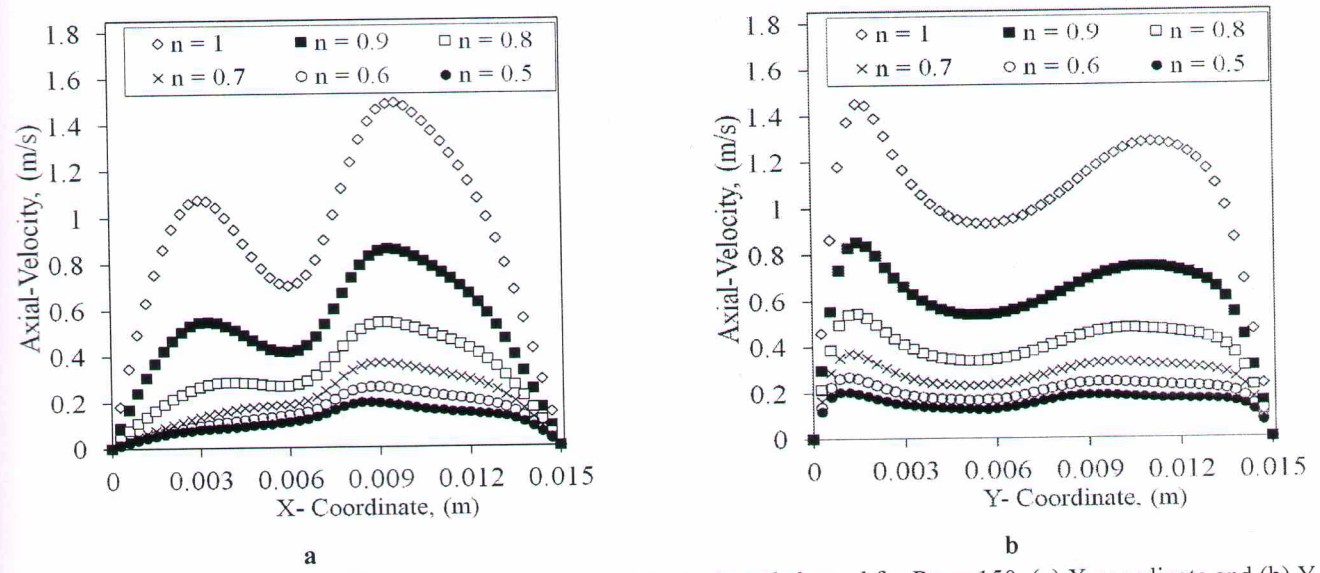 1.8
1.6
1.4
1.2
1
0.8
0.6
0.4
0.2
0
Axial-Velocity, (m/s)
n = 1 n = 0.9 n = 0.8
n = 0.7 n = 0.6 n = 0.5
0 0.003 0.006 0.009 0.012 0.015
X- Coordinate, (m)
a
1.8
1.6
1.4
1.2
1
0.8
0.6
0.4
0.2
0
Axial-Velocity, (m/s)
n = 1 n = 0.9 n = 0.8
n = 0.7 n = 0.6 n = 0.5
0 0.003 0.006 0.009 0.012 0.015
Y- Coordinate, (m)
b
150. (a) X-coordinate and (b) Y